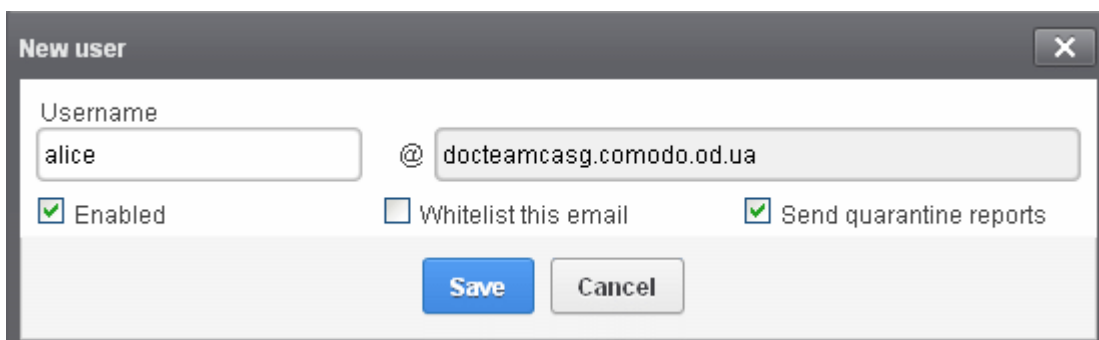 New user
Username
alice @ docteamcasg.comodo.od.ua
Enabled Whitelist this email Send quarantine reports
Save Cancel